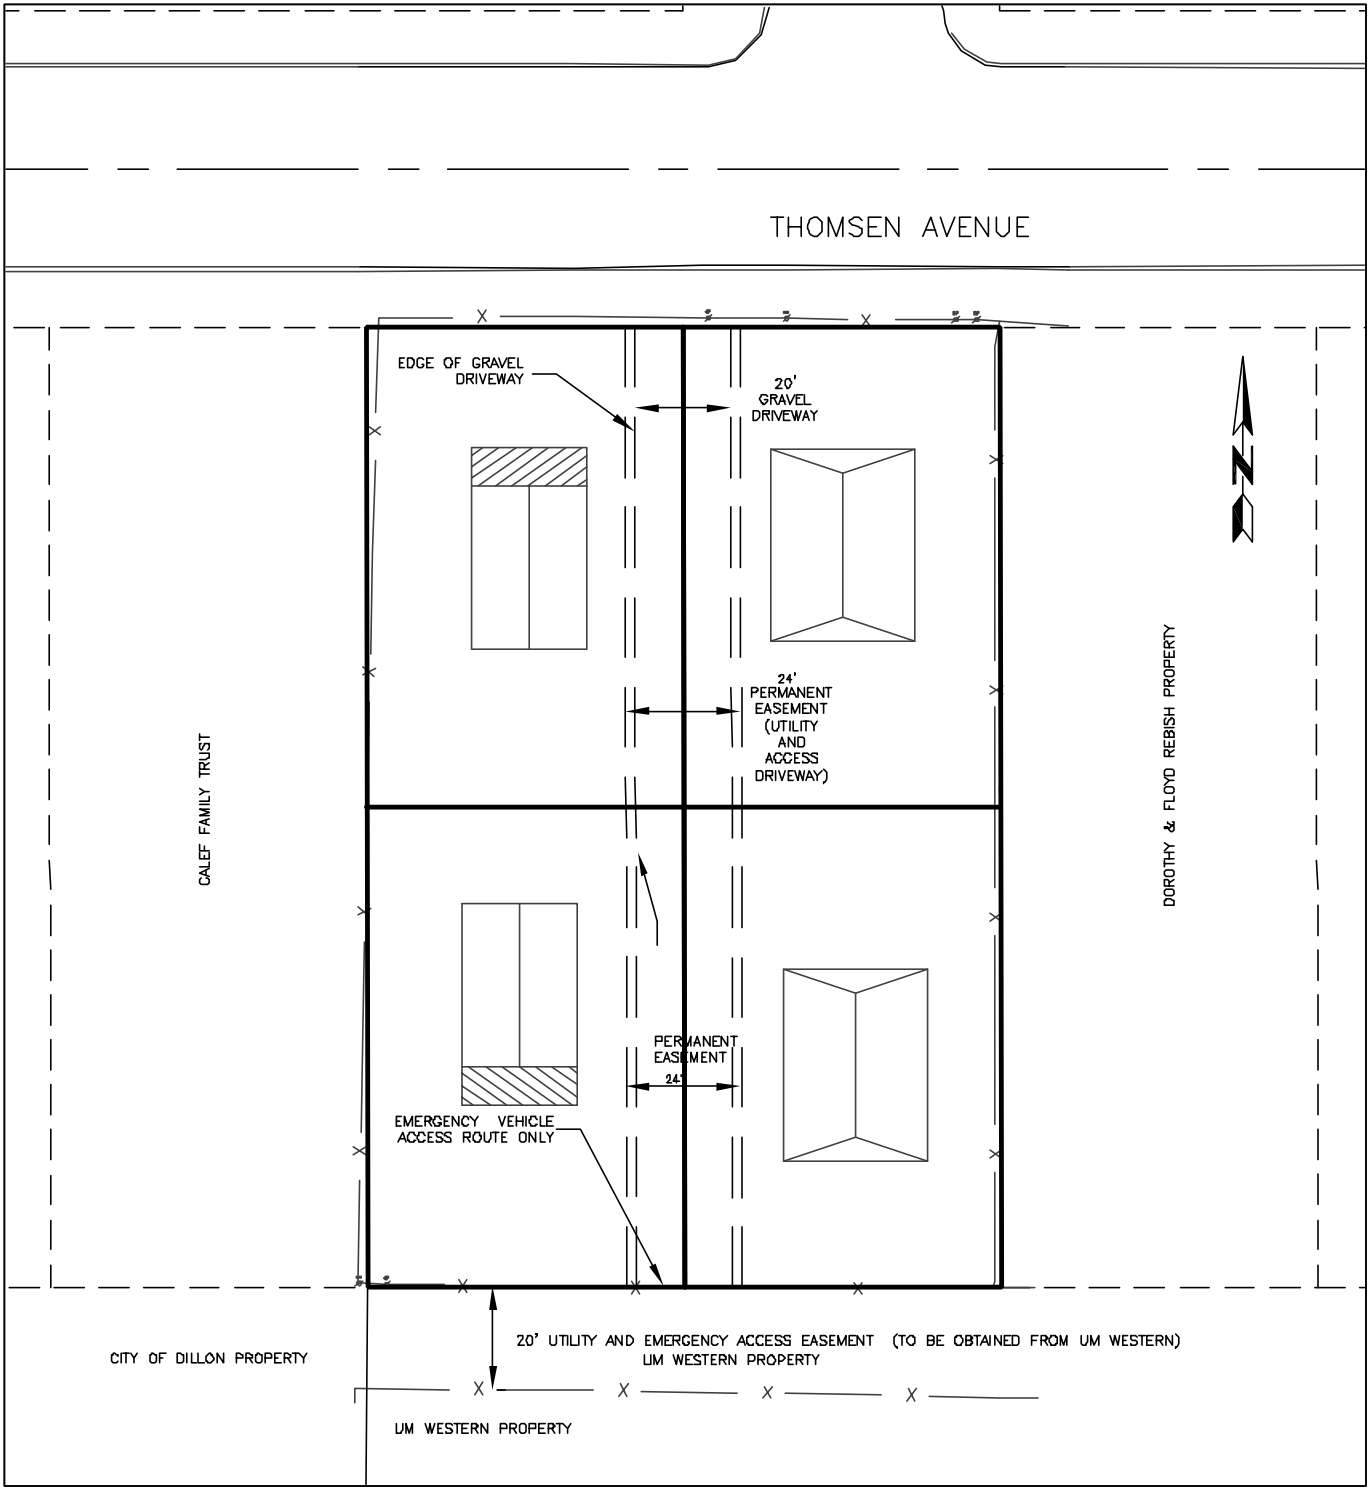 THOMSEN AVENUE
EDGE OF GRAVEL
DRIVEWAY
20'
GRAVEL
DRIVEWAY
N
24'
PERMANENT
EASEMENT
(UTILITY
AND
ACCESS
DRIVEWAY)
CALEF FAMILY TRUST
DOROTHY & FLOYD REBISH PROPERTY
PERMANENT
EASEMENT
24'
EMERGENCY VEHICLE
ACCESS ROUTE ONLY
20' UTILITY AND EMERGENCY ACCESS EASEMENT (TO BE OBTAINED FROM UM WESTERN)
UM WESTERN PROPERTY
CITY OF DILLON PROPERTY
UM WESTERN PROPERTY